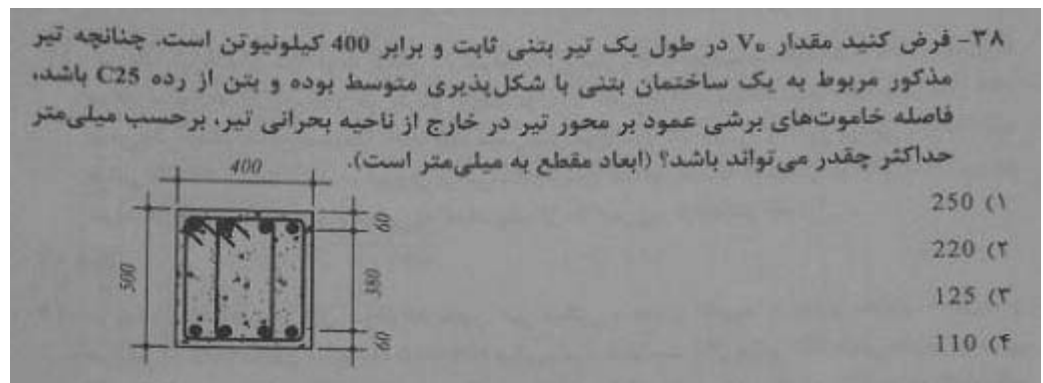 ۳۸- فرض کنید مقدار Vu در طول یک تیر بتنی ثابت و برابر 400 کیلونیوتن است. چنانچه تیر
مذکور مربوط به یک ساختمان بتنی با شکل‌پذیری متوسط بوده و بتن از رده C25 باشد،
فاصله خاموت‌های برشی عمود بر محور تیر در خارج از ناحیه بحرانی تیر، برحسب میلی‌متر
حداکثر چقدر می‌تواند باشد؟ (ابعاد مقطع به میلی‌متر است).
400
60
500
380
60
۱) 250
۲) 220
۳) 125
۴) 110